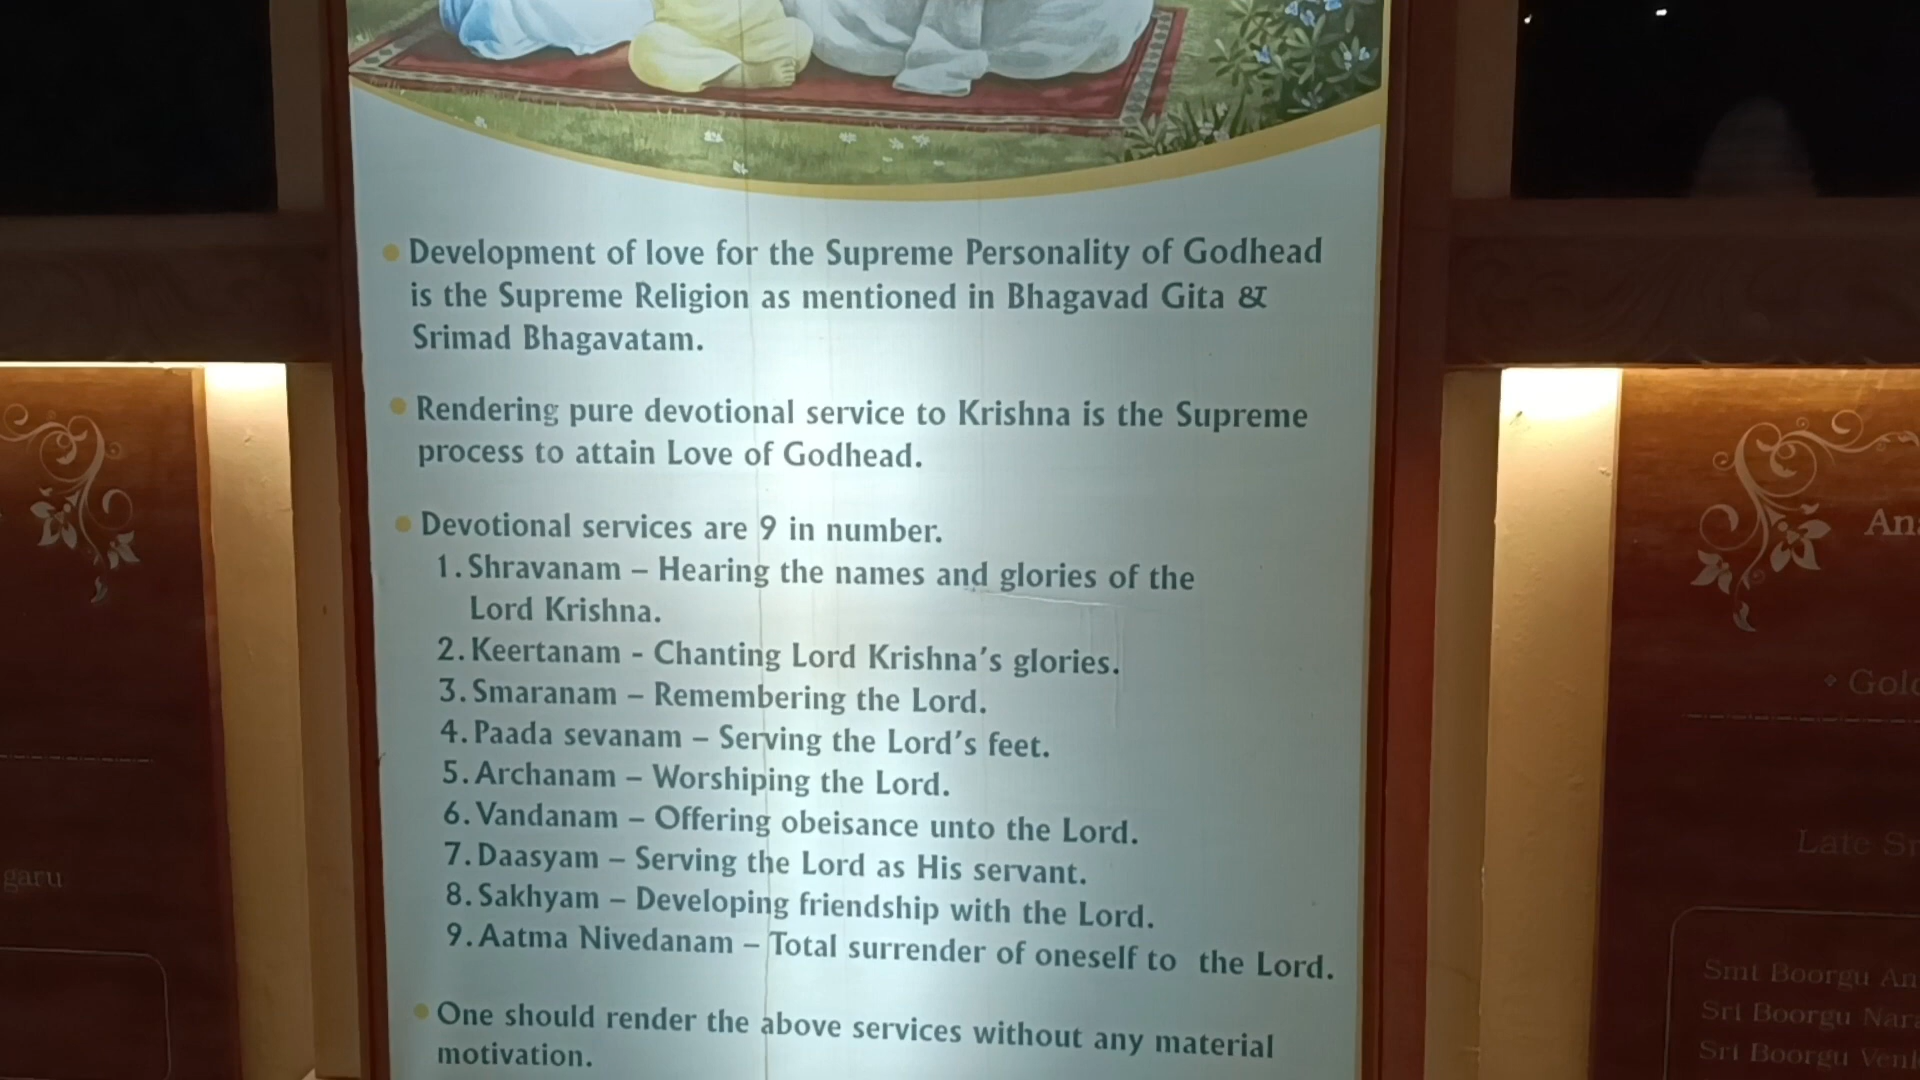 Development of love for the Supreme Personality of Godhead
is the Supreme Religion as mentioned in Bhagavad Gita &
Srimad Bhagavatam.
Rendering pure devotional service to Krishna is the Supreme
process to attain Love of Godhead.
Devotional services are 9 in number.
1. Shravanam – Hearing the names and glories of the
Lord Krishna.
2. Keertanam - Chanting Lord Krishna's glories.
3. Smaranam – Remembering the Lord.
4. Paada sevanam – Serving the Lord's feet.
5. Archanam – Worshiping the Lord.
6. Vandanam – Offering obeisance unto the Lord.
7. Daasyam – Serving the Lord as His servant.
8. Sakhyam – Developing friendship with the Lord.
9. Aatma Nivedanam – Total surrender of oneself to the Lord.
One should render the above services without any material
motivation.
garu
Late
Smt Boorgu
Sri Boorgu
Sri Boorgu